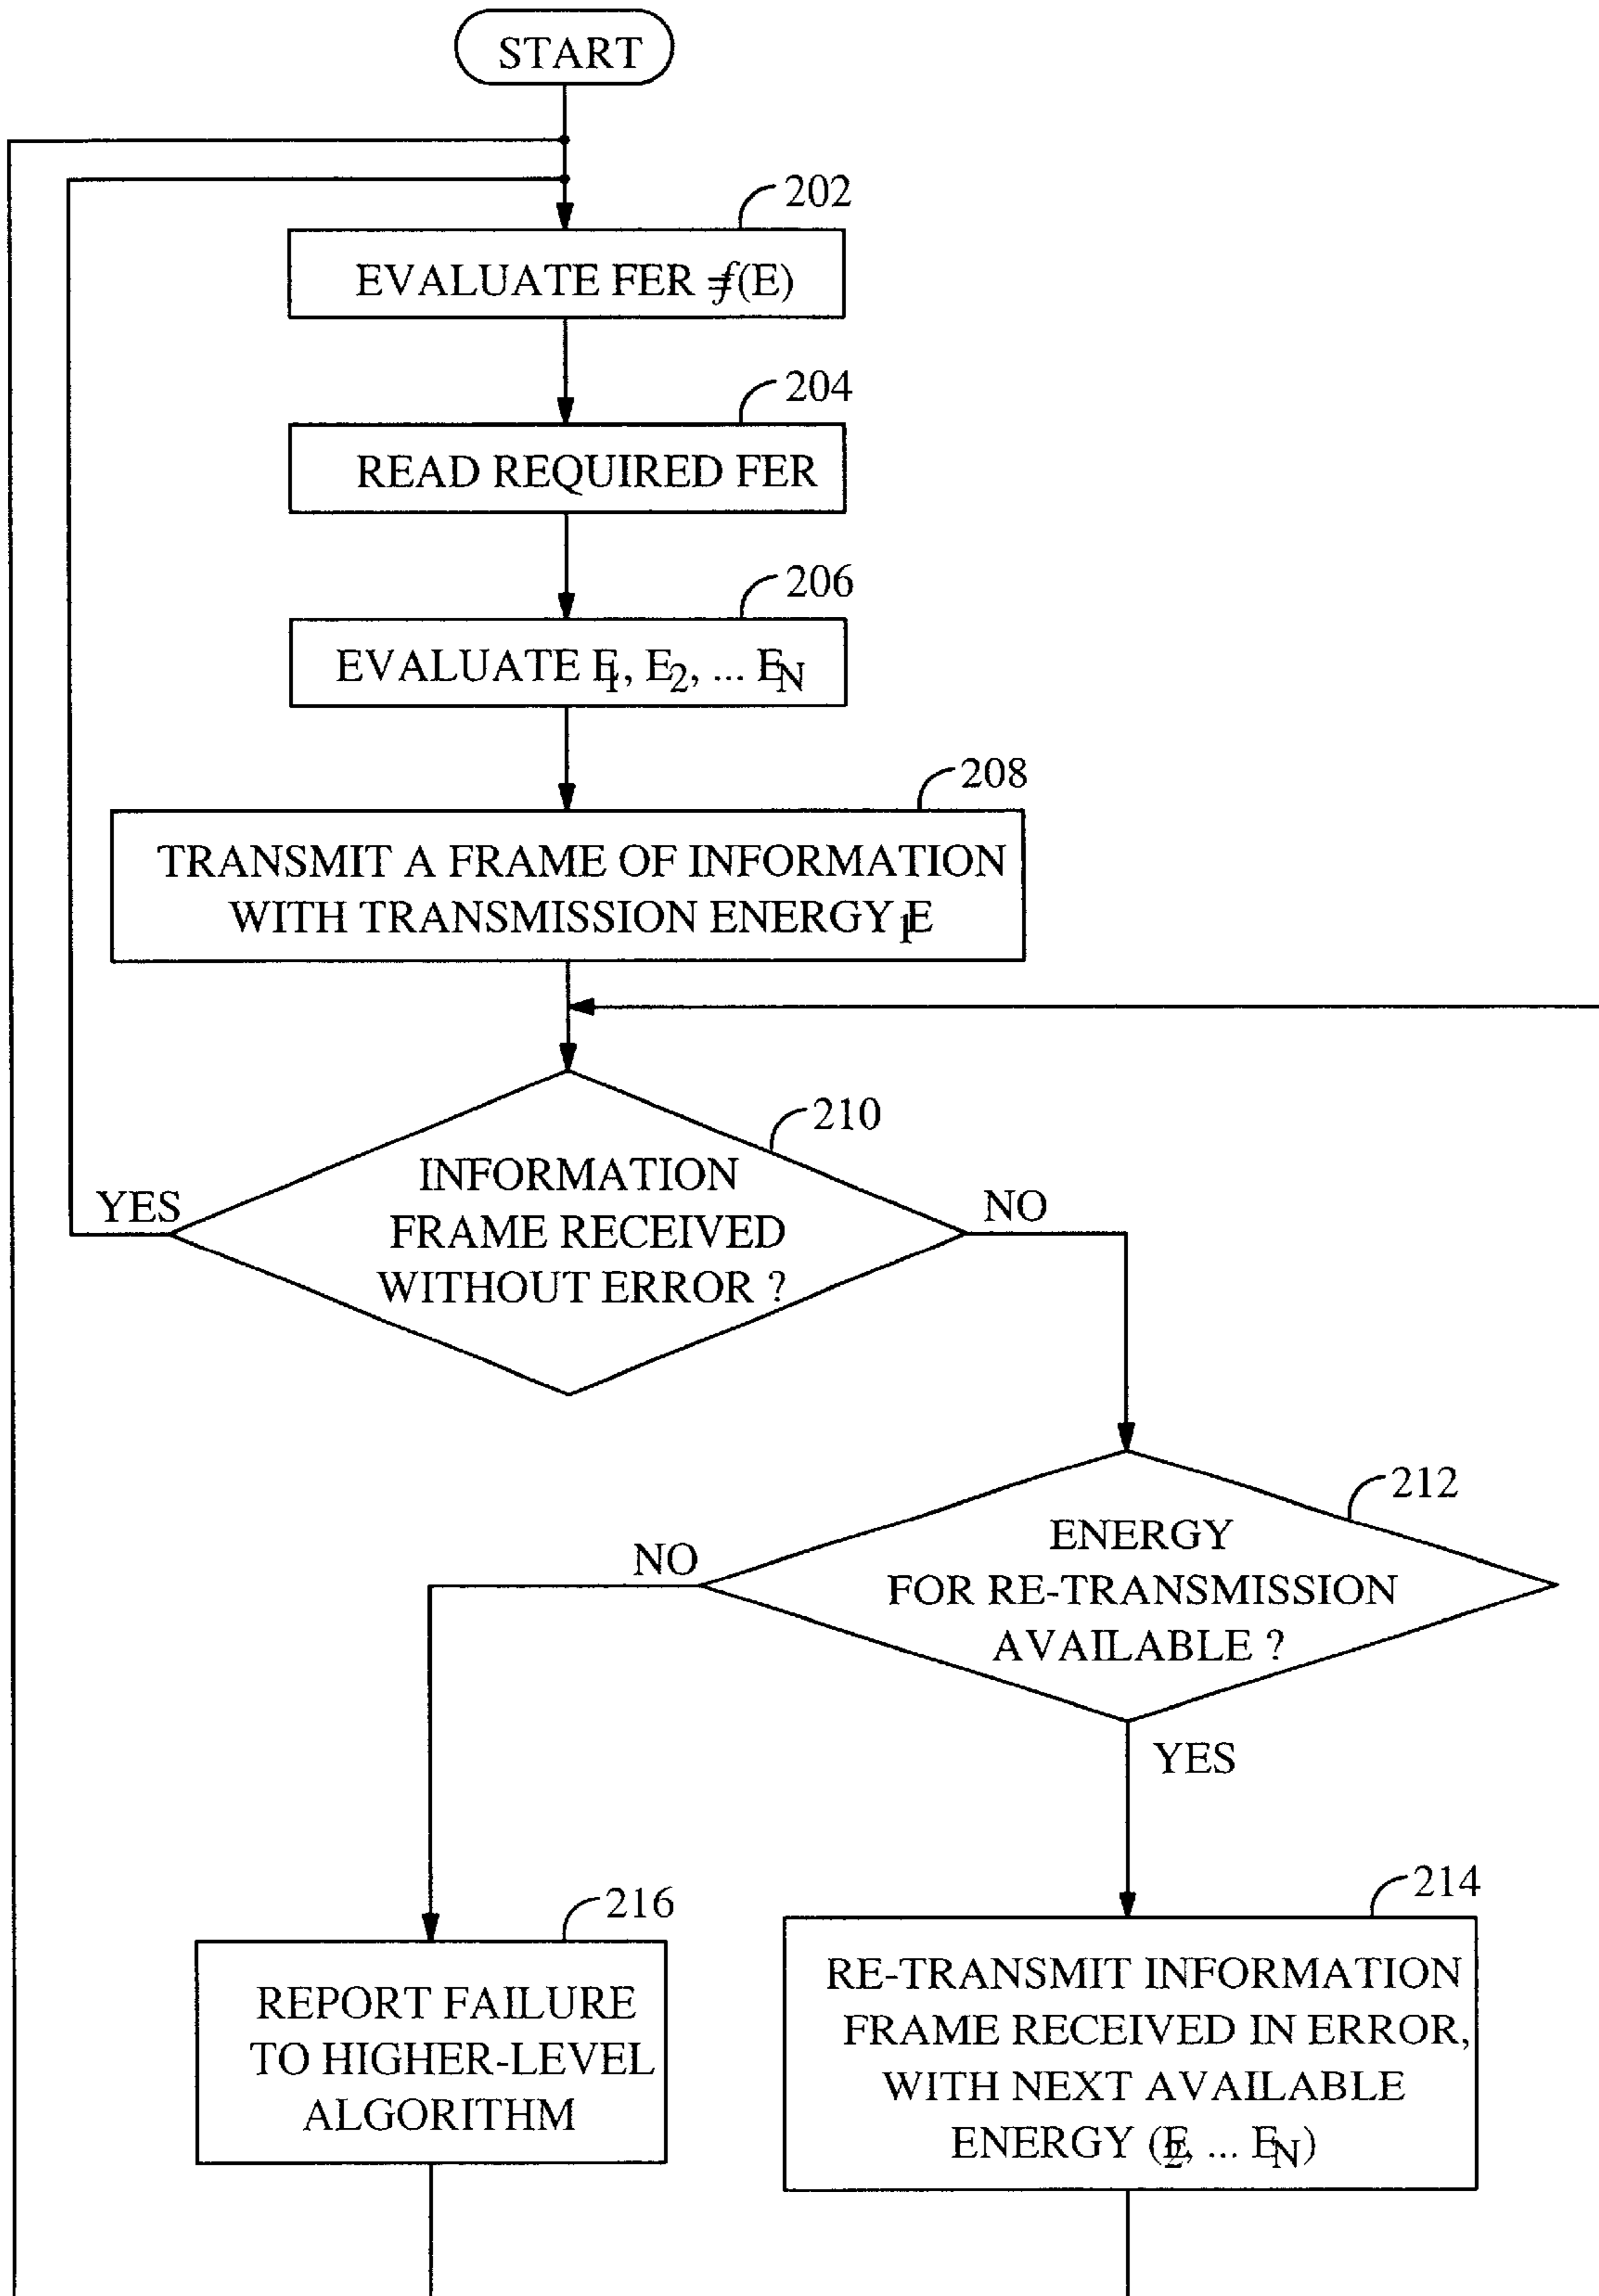 START
202
EVALUATE FER =f(E)
204
READ REQUIRED FER
206
EVALUATE E1, E2, ... EN
208
TRANSMIT A FRAME OF INFORMATION
WITH TRANSMISSION ENERGY E1
210
INFORMATION
FRAME RECEIVED
WITHOUT ERROR ?
YES
NO
212
ENERGY
FOR RE-TRANSMISSION
AVAILABLE ?
NO
YES
216
REPORT FAILURE
TO HIGHER-LEVEL
ALGORITHM
214
RE-TRANSMIT INFORMATION
FRAME RECEIVED IN ERROR,
WITH NEXT AVAILABLE
ENERGY (E2, ... EN)